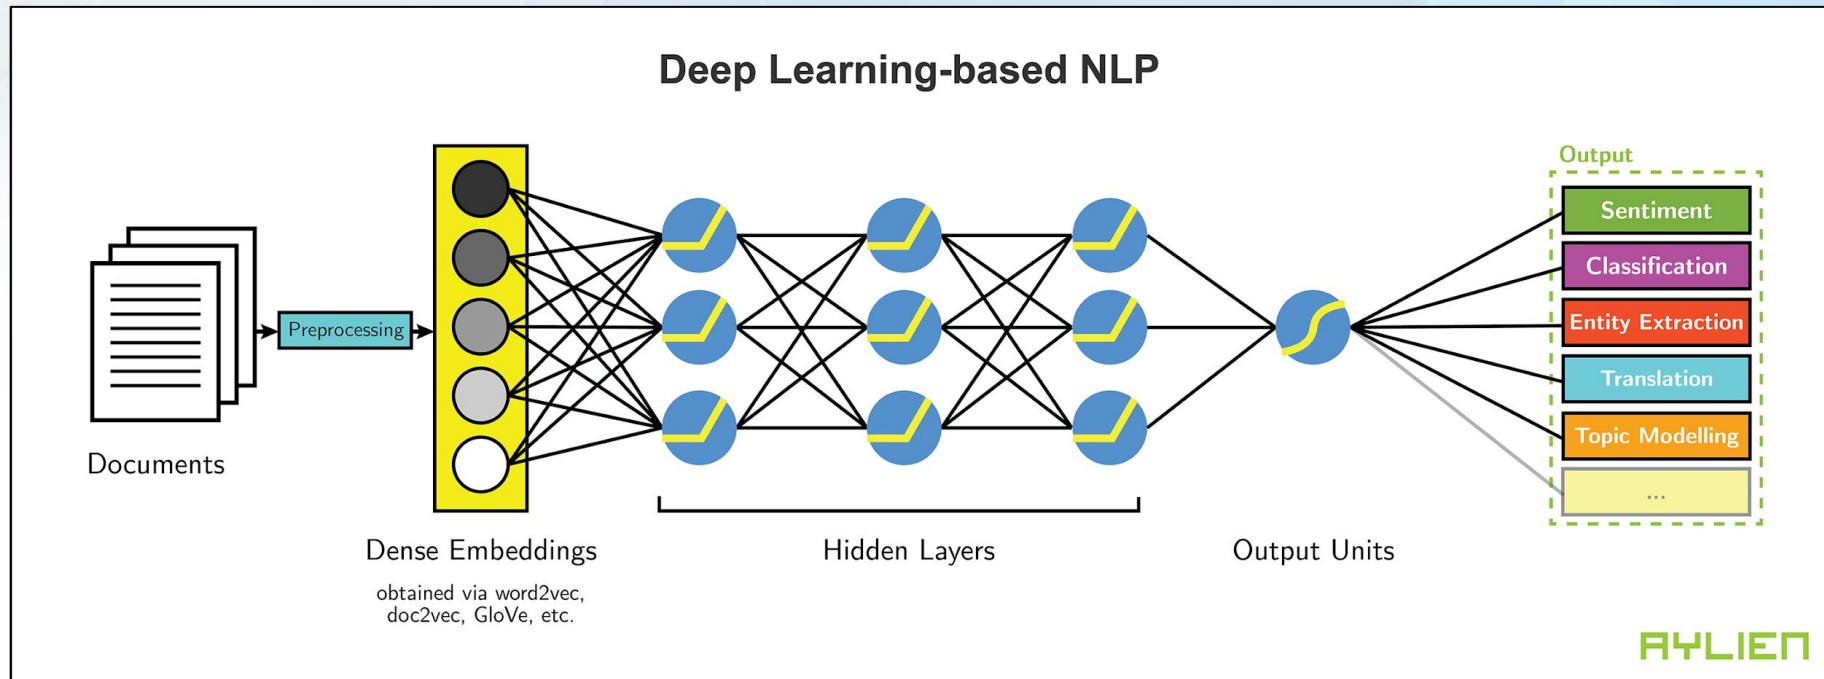 Deep Learning-based NLP
Documents
Preprocessing
Dense Embeddings
obtained via word2vec,
doc2vec, GloVe, etc.
Hidden Layers
Output Units
Output
Sentiment
Classification
Entity Extraction
Translation
Topic Modelling
...
AYLIEN